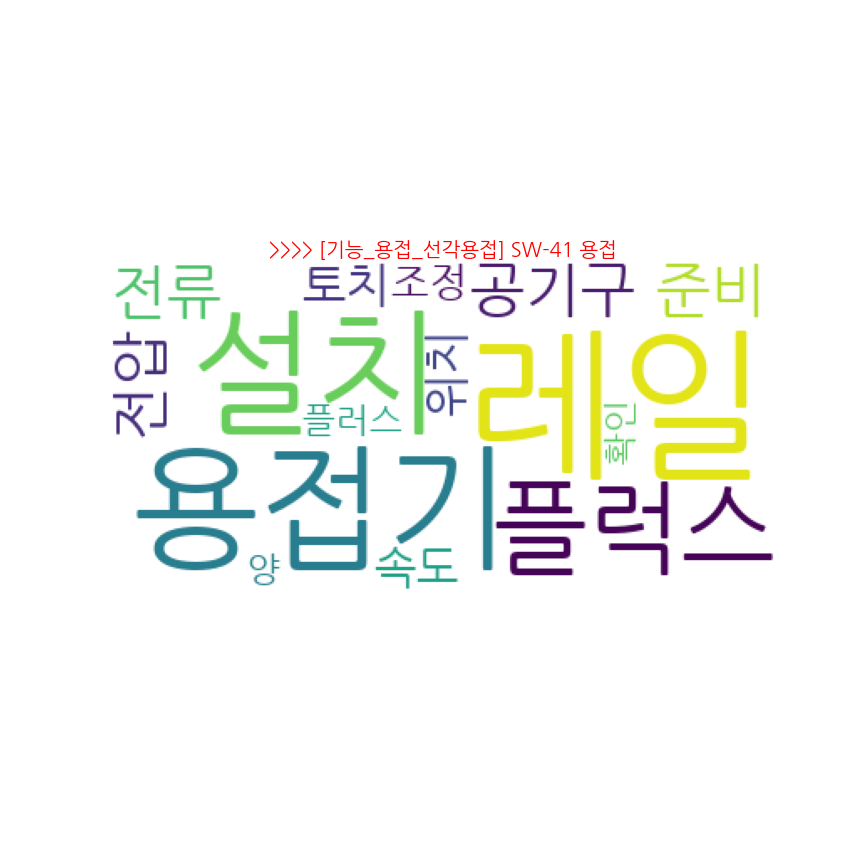 >>>> [기능_용접_선각용접] SW-41 용접
전류
토치
조정
공기구
준비
전압
설치
위치
레일
플러스
확인
용접기
플럭스
양
속도